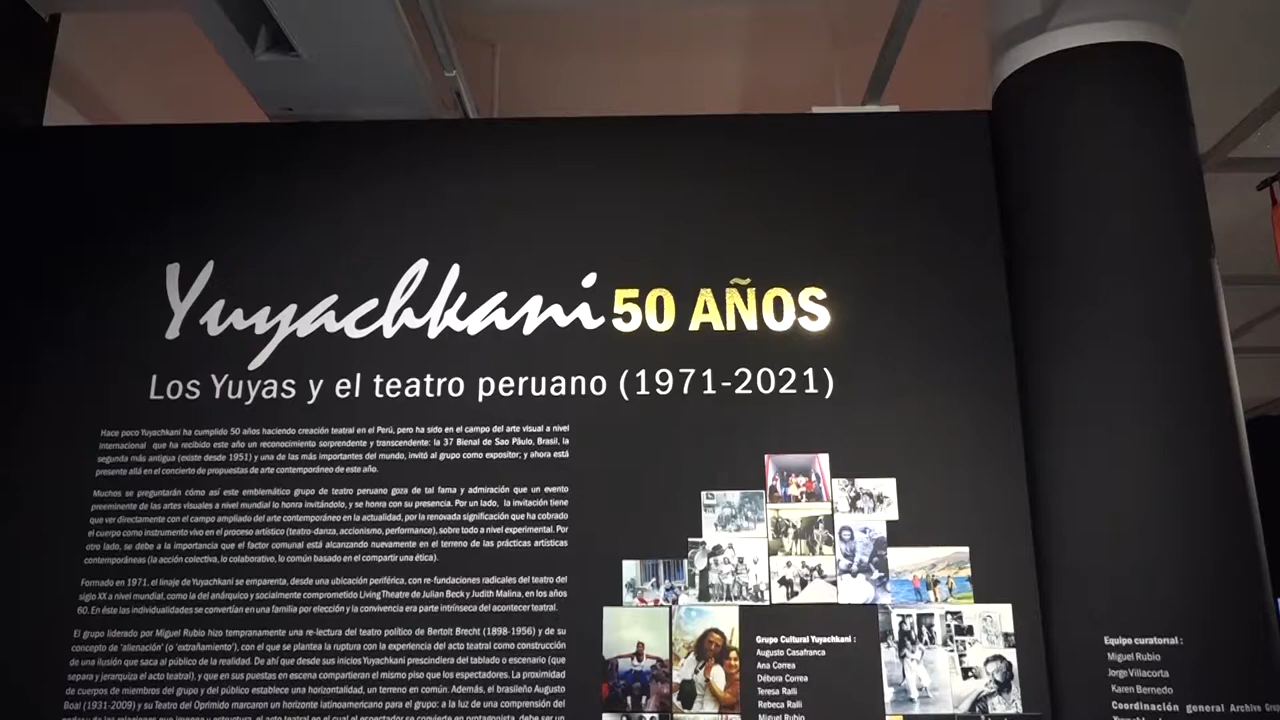 Yuyachkani 50 AÑOS
Los Yuyas y el teatro peruano (1971-2021)
Hace poco Yuyachkani ha cumplido 50 años haciendo creación teatral en el Perú, pero ha sido en el campo del arte visual a nivel
internacional que ha recibido este año un reconocimiento sorprendente y transcendente: la 37 Bienal de Sao Paulo, Brasil, la
segunda más antigua (existe desde 1951) y una de las más importantes del mundo, invitó al grupo como expositor; y ahora está
presente allá en el concierto de propuestas de arte contemporáneo de este año.
Muchos se preguntarán cómo así este emblemático grupo de teatro peruano goza de tal fama y admiración que un evento
preeminente de las artes visuales a nivel mundial lo honra invitándolo, y se honra con su presencia. Por un lado, la invitación tiene
que ver directamente con el campo ampliado del arte contemporáneo en la actualidad, por la renovada significación que ha cobrado
el cuerpo como instrumento vivo en el proceso artístico (teatro-danza, accionismo, performance), sobre todo a nivel experimental. Por
otro lado, se debe a la importancia que el factor comunal está alcanzando nuevamente en el terreno de las prácticas artísticas
contemporáneas (la acción colectiva, lo colaborativo, lo común basado en el compartir una ética).
Formado en 1971, el linaje de Yuyachkani se emparenta, desde una ubicación periférica, con re-fundaciones radicales del teatro del
siglo XX a nivel mundial, como la del anárquico y socialmente comprometido Living Theatre de Julian Beck y Judith Malina, en los años
60. En éste las individualidades se convertían en una familia por elección y la convivencia era parte intrínseca del acontecer teatral.
El grupo liderado por Miguel Rubio hizo tempranamente una re-lectura del teatro político de Bertolt Brecht (1898-1956) y de su
concepto de 'alienación' (o 'extrañamiento'), con el que se plantea la ruptura con la experiencia del acto teatral como construcción
de una ilusión que saca al público de la realidad. De ahí que desde sus inicios Yuyachkani prescindiera del tablado o escenario (que
separa y jerarquiza el acto teatral), y que en sus puestas en escena compartieran el mismo piso que los espectadores. La proximidad
de cuerpos de miembros del grupo y del público establece una horizontalidad, un terreno en común. Además, el brasileño Augusto
Boal (1931-2009) y su Teatro del Oprimido marcaron un horizonte latinoamericano para el grupo: a la luz de una comprensión del
Grupo Cultural Yuyachkani :
Augusto Casafranca
Ana Correa
Débora Correa
Teresa Ralli
Rebeca Ralli
Miguel Rubio
Equipo curatorial :
Miguel Rubio
Jorge Villacorta
Karen Bernedo
Coordinación general Archivo